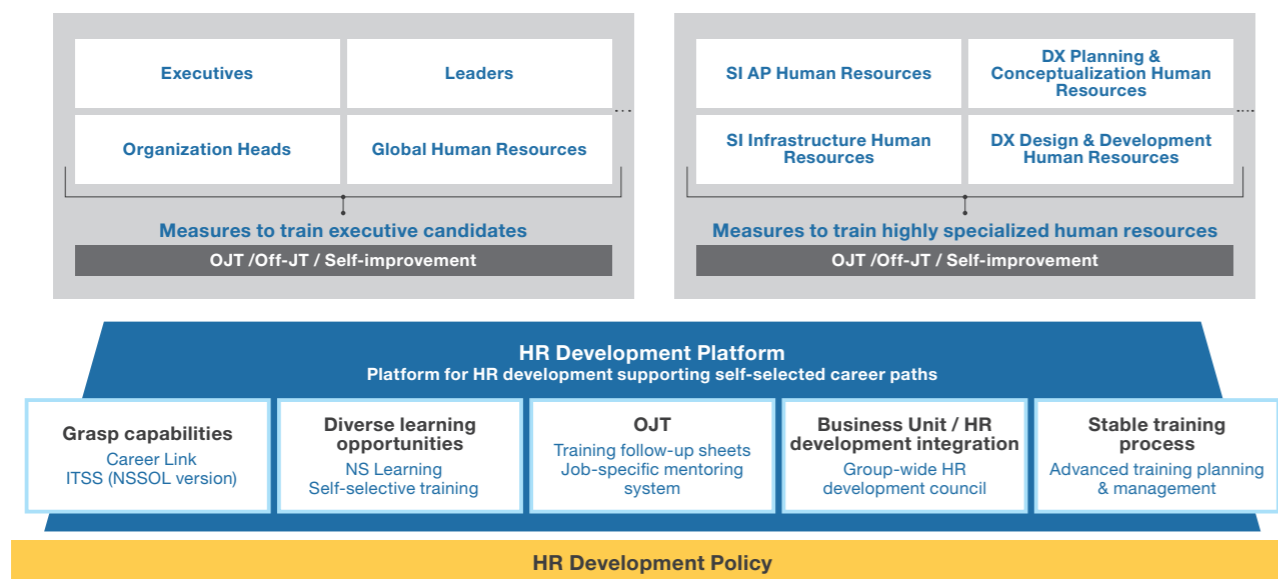 Executives
Leaders
Organization Heads
Global Human Resources
...
Measures to train executive candidates
OJT /Off-JT / Self-improvement
SI AP Human Resources
DX Planning &
Conceptualization Human
Resources
SI Infrastructure Human
Resources
DX Design & Development
Human Resources
...
Measures to train highly specialized human resources
OJT /Off-JT / Self-improvement
HR Development Platform
Platform for HR development supporting self-selected career paths
Grasp capabilities
Career Link
ITSS (NSSOL version)
Diverse learning
opportunities
NS Learning
Self-selective training
OJT
Training follow-up sheets
Job-specific mentoring
system
Business Unit / HR
development integration
Group-wide HR
development council
Stable training
process
Advanced training planning
& management
HR Development Policy